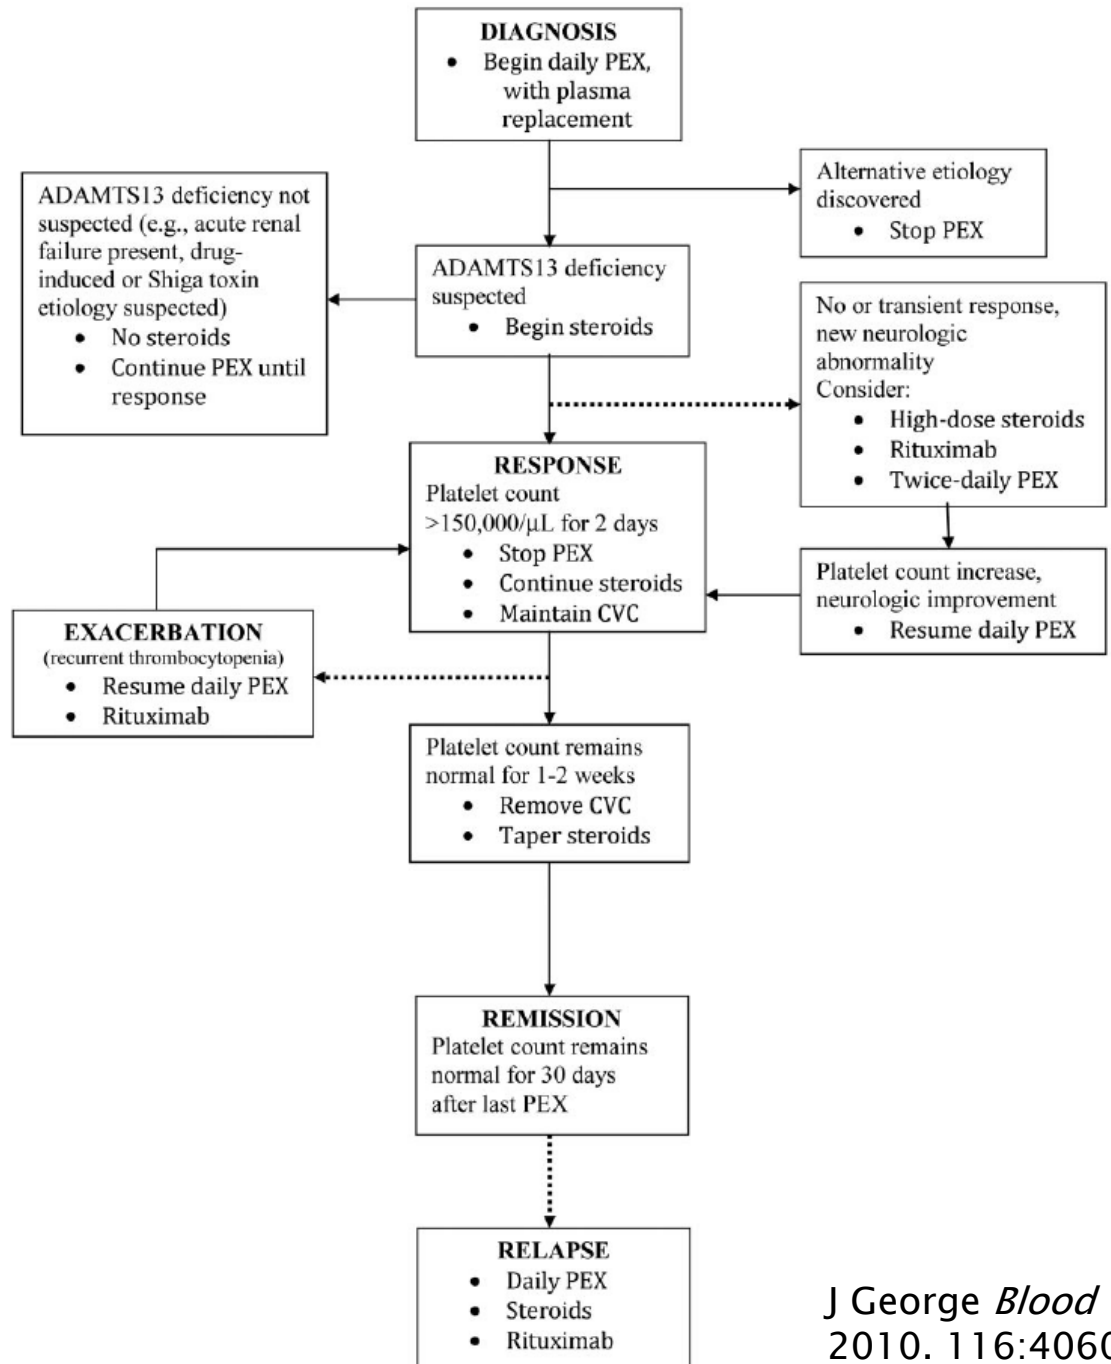 DIAGNOSIS
• Begin daily PEX,
with plasma
replacement
Alternative etiology
discovered
• Stop PEX
ADAMTS13 deficiency not
suspected (e.g., acute renal
failure present, drug-
induced or Shiga toxin
etiology suspected)
• No steroids
• Continue PEX until
response
ADAMTS13 deficiency
suspected
• Begin steroids
No or transient response,
new neurologic
abnormality
Consider:
• High-dose steroids
• Rituximab
• Twice-daily PEX
RESPONSE
Platelet count
>150,000/μL for 2 days
• Stop PEX
• Continue steroids
• Maintain CVC
Platelet count increase,
neurologic improvement
• Resume daily PEX
EXACERBATION
(recurrent thrombocytopenia)
• Resume daily PEX
• Rituximab
Platelet count remains
normal for 1-2 weeks
• Remove CVC
• Taper steroids
REMISSION
Platelet count remains
normal for 30 days
after last PEX
RELAPSE
• Daily PEX
• Steroids
• Rituximab
J George Blood
2010. 116:4060